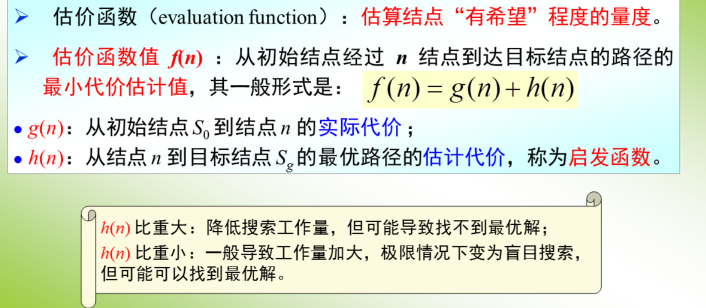 ➢ 估价函数（evaluation function）：估算结点“有希望”程度的量度。
➢ 估价函数值 f(n) ：从初始结点经过 n 结点到达目标结点的路径的
最小代价估计值，其一般形式是： f(n) = g(n) + h(n)
• g(n)：从初始结点 S₀ 到结点 n 的实际代价；
• h(n)：从结点 n 到目标结点 Sg 的最优路径的估计代价，称为启发函数。
h(n) 比重大：降低搜索工作量，但可能导致找不到最优解；
h(n) 比重小：一般导致工作量加大，极限情况下变为盲目搜索，
但可能可以找到最优解。